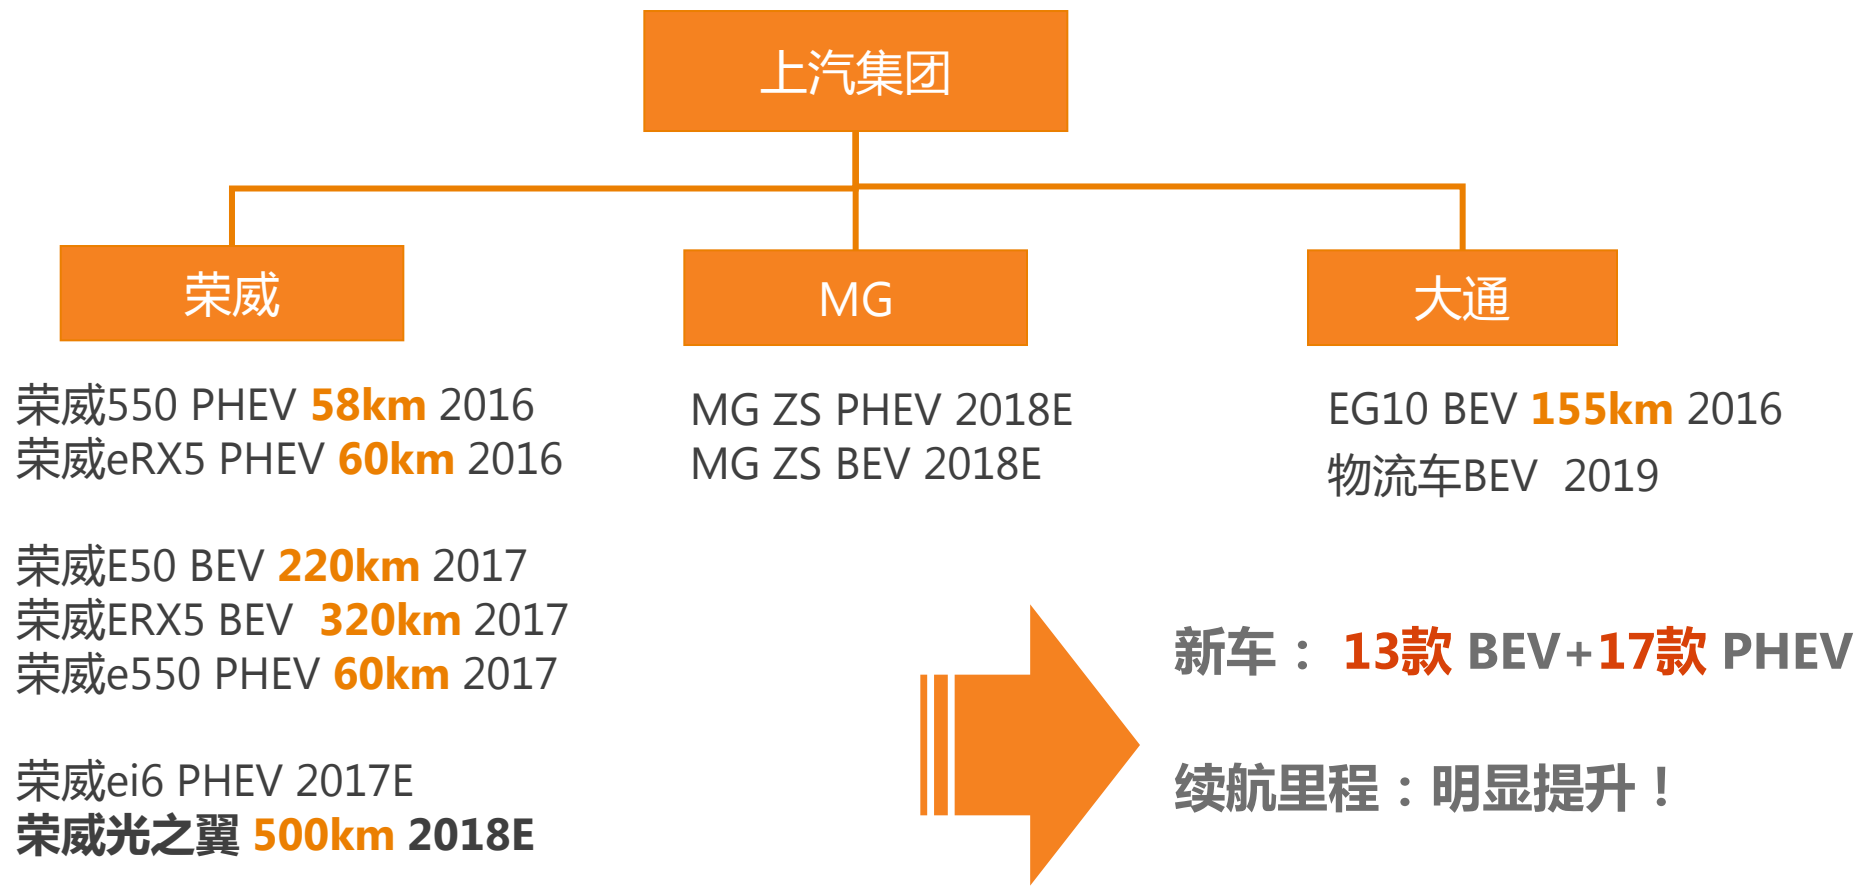 上汽集团
荣威
MG
大通
荣威550 PHEV 58km 2016
荣威eRX5 PHEV 60km 2016
荣威E50 BEV 220km 2017
荣威ERX5 BEV 320km 2017
荣威e550 PHEV 60km 2017
荣威ei6 PHEV 2017E
荣威光之翼 500km 2018E
MG ZS PHEV 2018E
MG ZS BEV 2018E
EG10 BEV 155km 2016
物流车BEV 2019
新车： 13款 BEV+17款 PHEV
续航里程：明显提升！